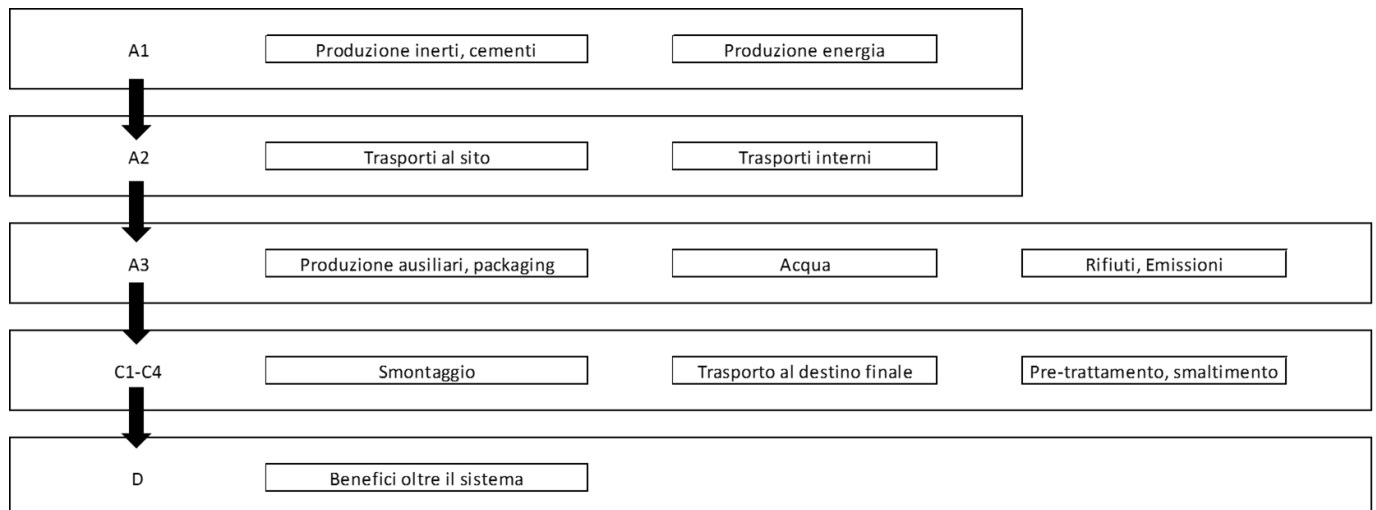 A1
Produzione inerti, cementi
Produzione energia
A2
Trasporti al sito
Trasporti interni
A3
Produzione ausiliari, packaging
Acqua
Rifiuti, Emissioni
C1-C4
Smontaggio
Trasporto al destino finale
Pre-trattamento, smaltimento
D
Benefici oltre il sistema